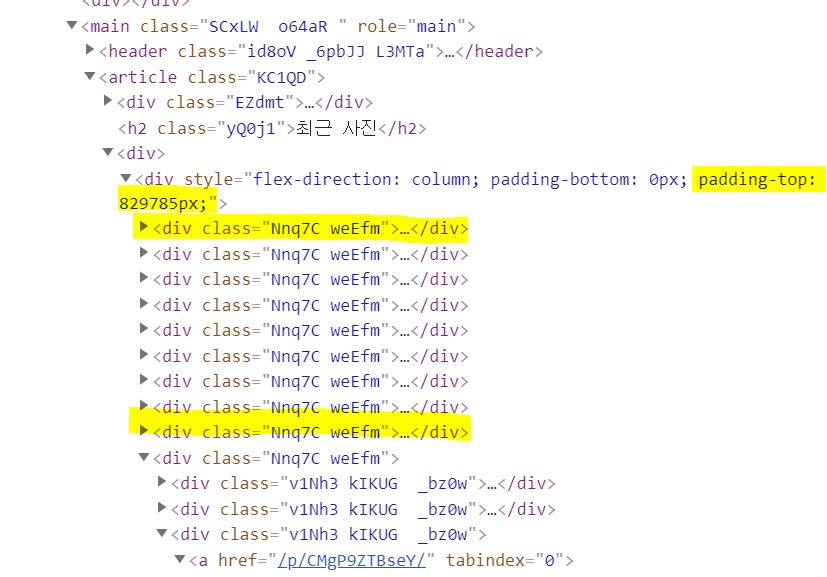 <div></div>
<main class="SCxLW  o64aR " role="main">
<header class="id8oV _6pbJJ L3MTa">…</header>
<article class="KC1QD">
<div class="EZdmt">…</div>
<h2 class="yQ0j1">최근 사진</h2>
<div>
<div style="flex-direction: column; padding-bottom: 0px; padding-top:
829785px;">
<div class="Nnq7C weEfm">…</div>
<div class="Nnq7C weEfm">…</div>
<div class="Nnq7C weEfm">…</div>
<div class="Nnq7C weEfm">…</div>
<div class="Nnq7C weEfm">…</div>
<div class="Nnq7C weEfm">…</div>
<div class="Nnq7C weEfm">…</div>
<div class="Nnq7C weEfm">…</div>
<div class="Nnq7C weEfm">…</div>
<div class="Nnq7C weEfm">
<div class="v1Nh3 kIKUG  _bz0w">…</div>
<div class="v1Nh3 kIKUG  _bz0w">…</div>
<div class="v1Nh3 kIKUG  _bz0w">
<a href="/p/CMgP9ZTBseY/" tabindex="0">